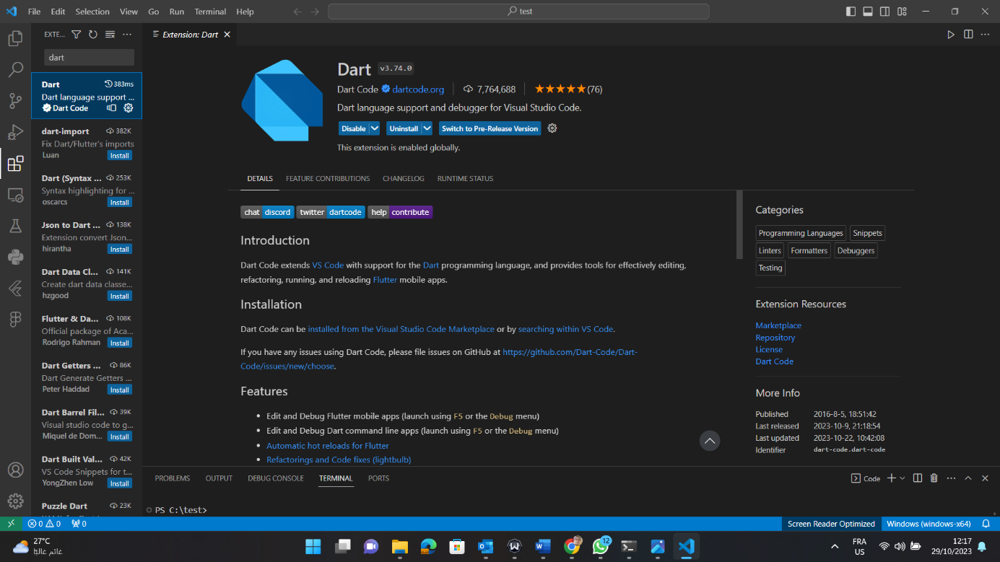 File Edit Selection View Go Run Terminal Help
test
EXTE...
Extension: Dart
dart
Dart 383ms
Dart language support ...
Dart Code
dart-import 382K
Fix Dart/Flutter's imports
Luan Install
Dart (Syntax ... 253K
Syntax highlighting for ...
oscarcs Install
Json to Dart ... 138K
Extension convert Json...
hirantha Install
Dart Data Cl... 141K
Create dart data classe...
hzgood Install
Flutter & Da... 108K
Official package of Aca...
Rodrigo Rahman Install
Dart Getters ... 86K
Dart Generate Getters ...
Peter Haddad Install
Dart Barrel Fil... 39K
Visual studio code to g...
Miquel de Dom... Install
Dart Built Val... 42K
VS Code Snippets for t...
YongZhen Low Install
Puzzle Dart 23K
Dart v3.74.0
Dart Code dartcode.org 7,764,688 (76)
Dart language support and debugger for Visual Studio Code.
Disable Uninstall Switch to Pre-Release Version
This extension is enabled globally.
DETAILS FEATURE CONTRIBUTIONS CHANGELOG RUNTIME STATUS
chat discord twitter dartcode help contribute
Introduction
Dart Code extends VS Code with support for the Dart programming language, and provides tools for effectively editing,
refactoring, running, and reloading Flutter mobile apps.
Installation
Dart Code can be installed from the Visual Studio Code Marketplace or by searching within VS Code.
If you have any issues using Dart Code, please file issues on GitHub at https://github.com/Dart-Code/Dart-
Code/issues/new/choose.
Features
• Edit and Debug Flutter mobile apps (launch using F5 or the Debug menu)
• Edit and Debug Dart command line apps (launch using F5 or the Debug menu)
• Automatic hot reloads for Flutter
• Refactorings and Code fixes (lightbulb)
Categories
Programming Languages Snippets
Linters Formatters Debuggers
Testing
Extension Resources
Marketplace
Repository
License
Dart Code
More Info
Published 2016-8-5, 18:51:42
Last released 2023-10-9, 21:18:54
Last updated 2023-10-22, 10:42:08
Identifier dart-code.dart-code
PROBLEMS OUTPUT DEBUG CONSOLE TERMINAL PORTS
Code
PS C:\test>
0 0 0
Screen Reader Optimized Windows (windows-x64)
27°C
غائم غالبًا
12
FRA
US
12:17
29/10/2023